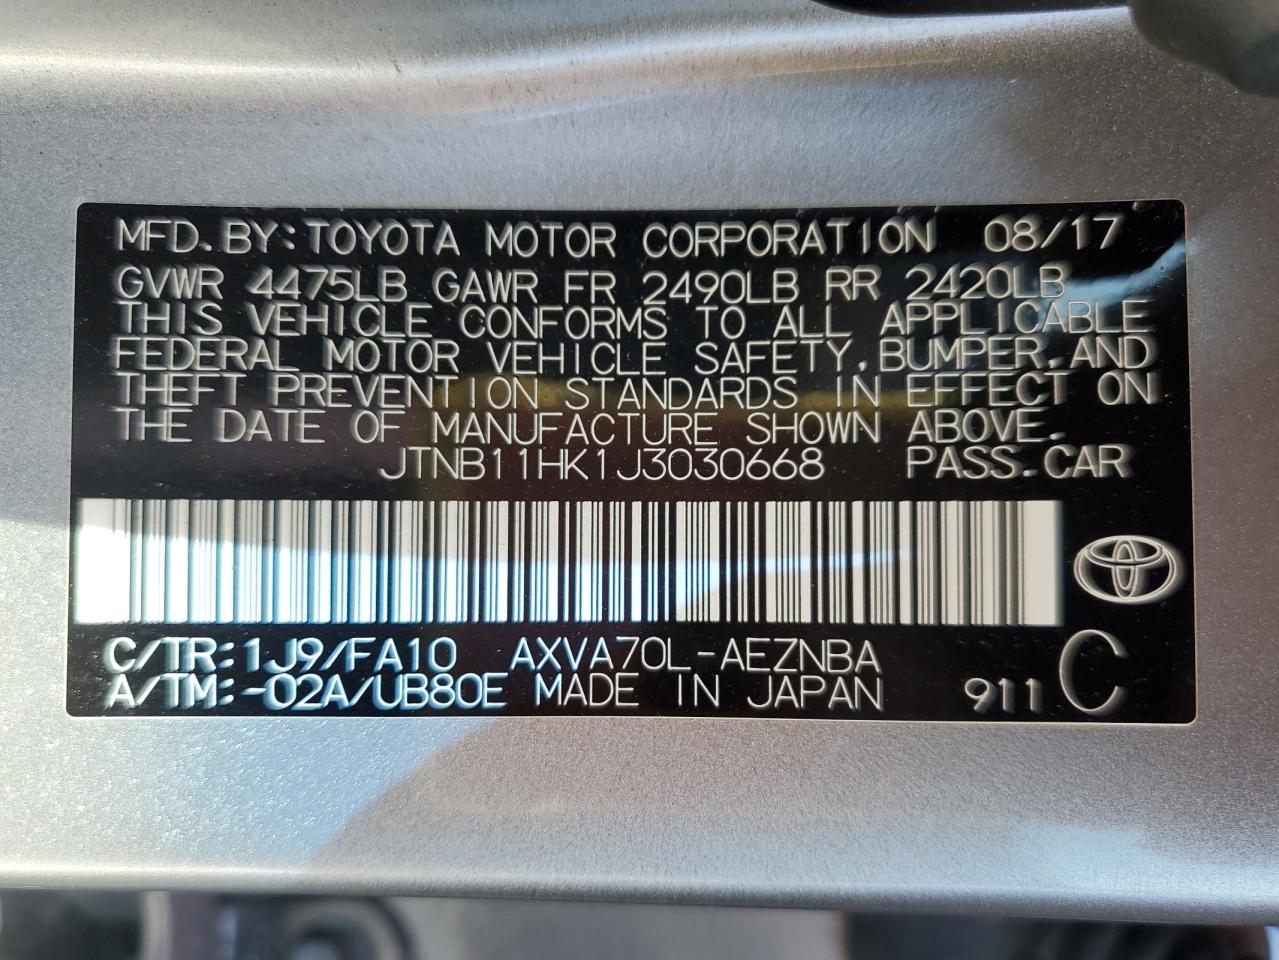 MFD.BY:TOYOTA MOTOR CORPORATION 08/17
GVWR 4475LB GAWR FR 2490LB RR 2420LB
THIS VEHICLE CONFORMS TO ALL APPLICABLE
FEDERAL MOTOR VEHICLE SAFETY,BUMPER,AND
THEFT PREVENTION STANDARDS IN EFFECT ON
THE DATE OF MANUFACTURE SHOWN ABOVE.
JTNB11HK1J3030668 PASS.CAR
C/TR:1J9/FA10 AXVA70L-AEZNBA
A/TM:-02A/UB80E MADE IN JAPAN 911 C